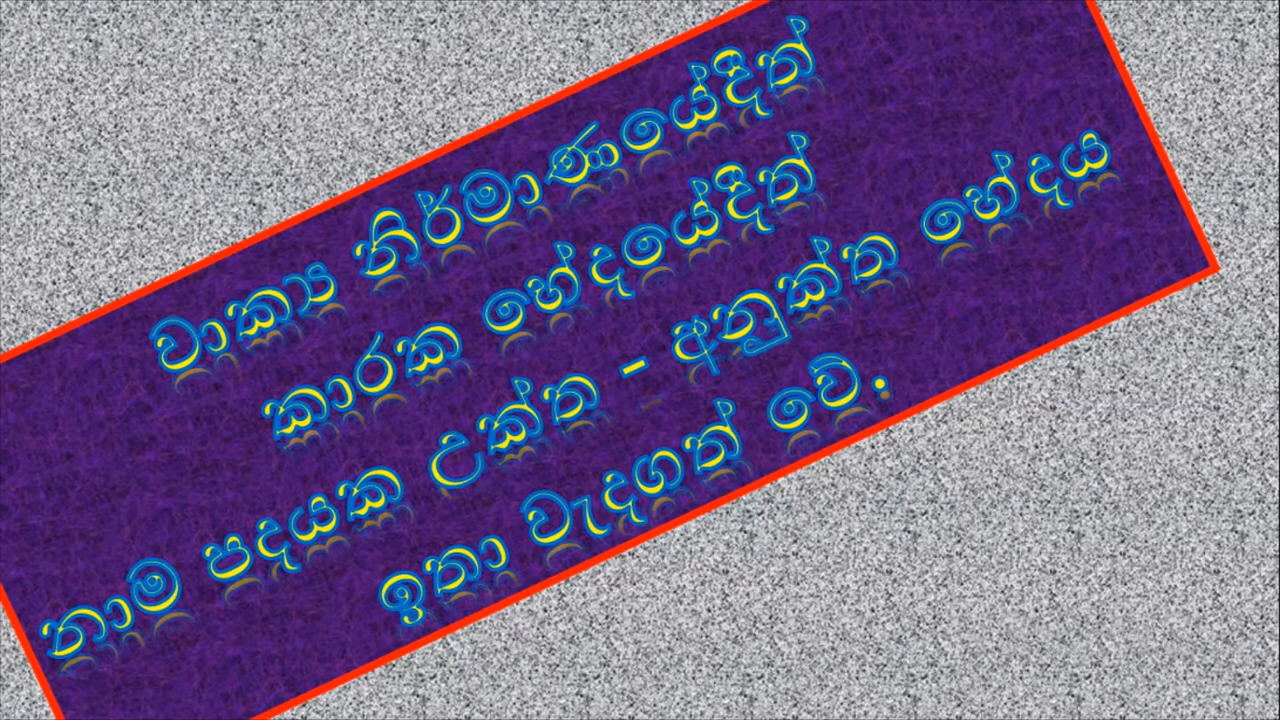 වාක්‍ය නිර්මාණයේදීත්
කාරක භේදයේදීත්
නාම පදයක උක්ත - අනුක්ත භේදය
ඉතා වැදගත් වේ.